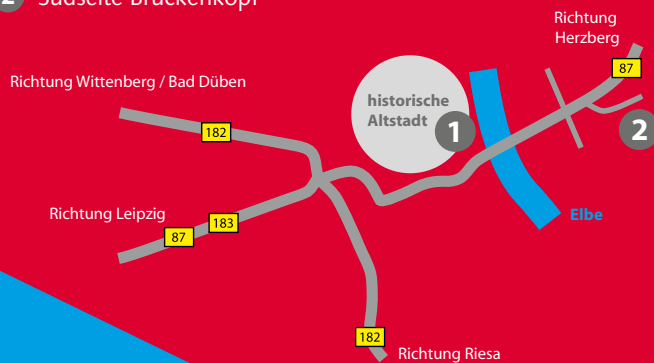 2 Südseite Brückenkopf
Richtung
Herzberg
87
Richtung Wittenberg / Bad Düben
182
historische
Altstadt
1
2
Richtung Leipzig
87
183
Elbe
182
Richtung Riesa